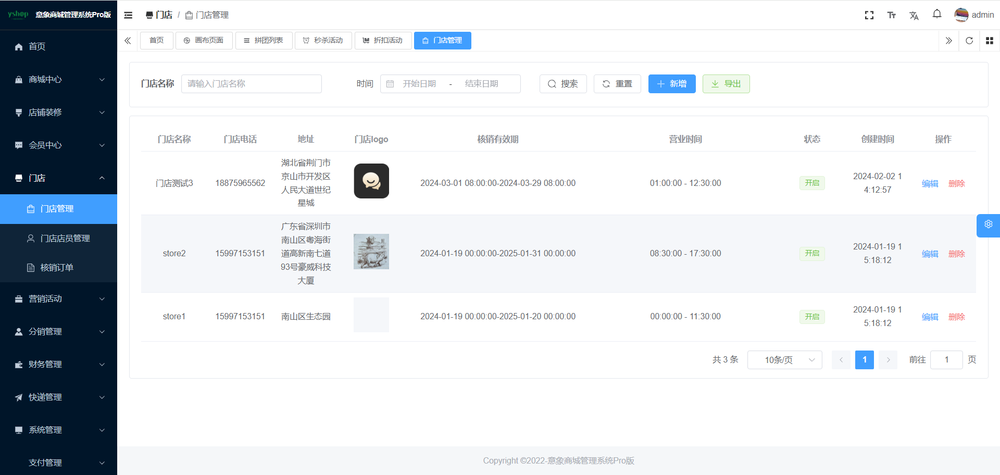 yshop
意象商城管理系统Pro版
门店 / 门店管理
admin
首页
画布页面
拼团列表
秒杀活动
折扣活动
门店管理
首页
商城中心
店铺装修
会员中心
门店
门店管理
门店店员管理
核销订单
营销活动
分销管理
财务管理
快递管理
系统管理
支付管理
门店名称 请输入门店名称
时间 开始日期 - 结束日期
搜索
重置
新增
导出
门店名称 门店电话 地址 门店logo 核销有效期 营业时间 状态 创建时间 操作
门店测试3
18875965562
湖北省荆门市
京山市开发区
人民大道世纪
星城
2024-03-01 08:00:00-2024-03-29 08:00:00
01:00:00 - 12:30:00
开启
2024-02-02 1
4:12:57
编辑 删除
store2
15997153151
广东省深圳市
南山区粤海街
道高新南七道
93号豪威科技
大厦
2024-01-19 00:00:00-2025-01-31 00:00:00
08:30:00 - 17:30:00
开启
2024-01-19 1
5:18:12
编辑 删除
store1
15997153151
南山区生态园
2024-01-19 00:00:00-2025-01-20 00:00:00
00:00:00 - 11:30:00
开启
2024-01-19 1
5:18:12
编辑 删除
共 3 条 10条/页 1 前往 1 页
Copyright ©2022-意象商城管理系统Pro版